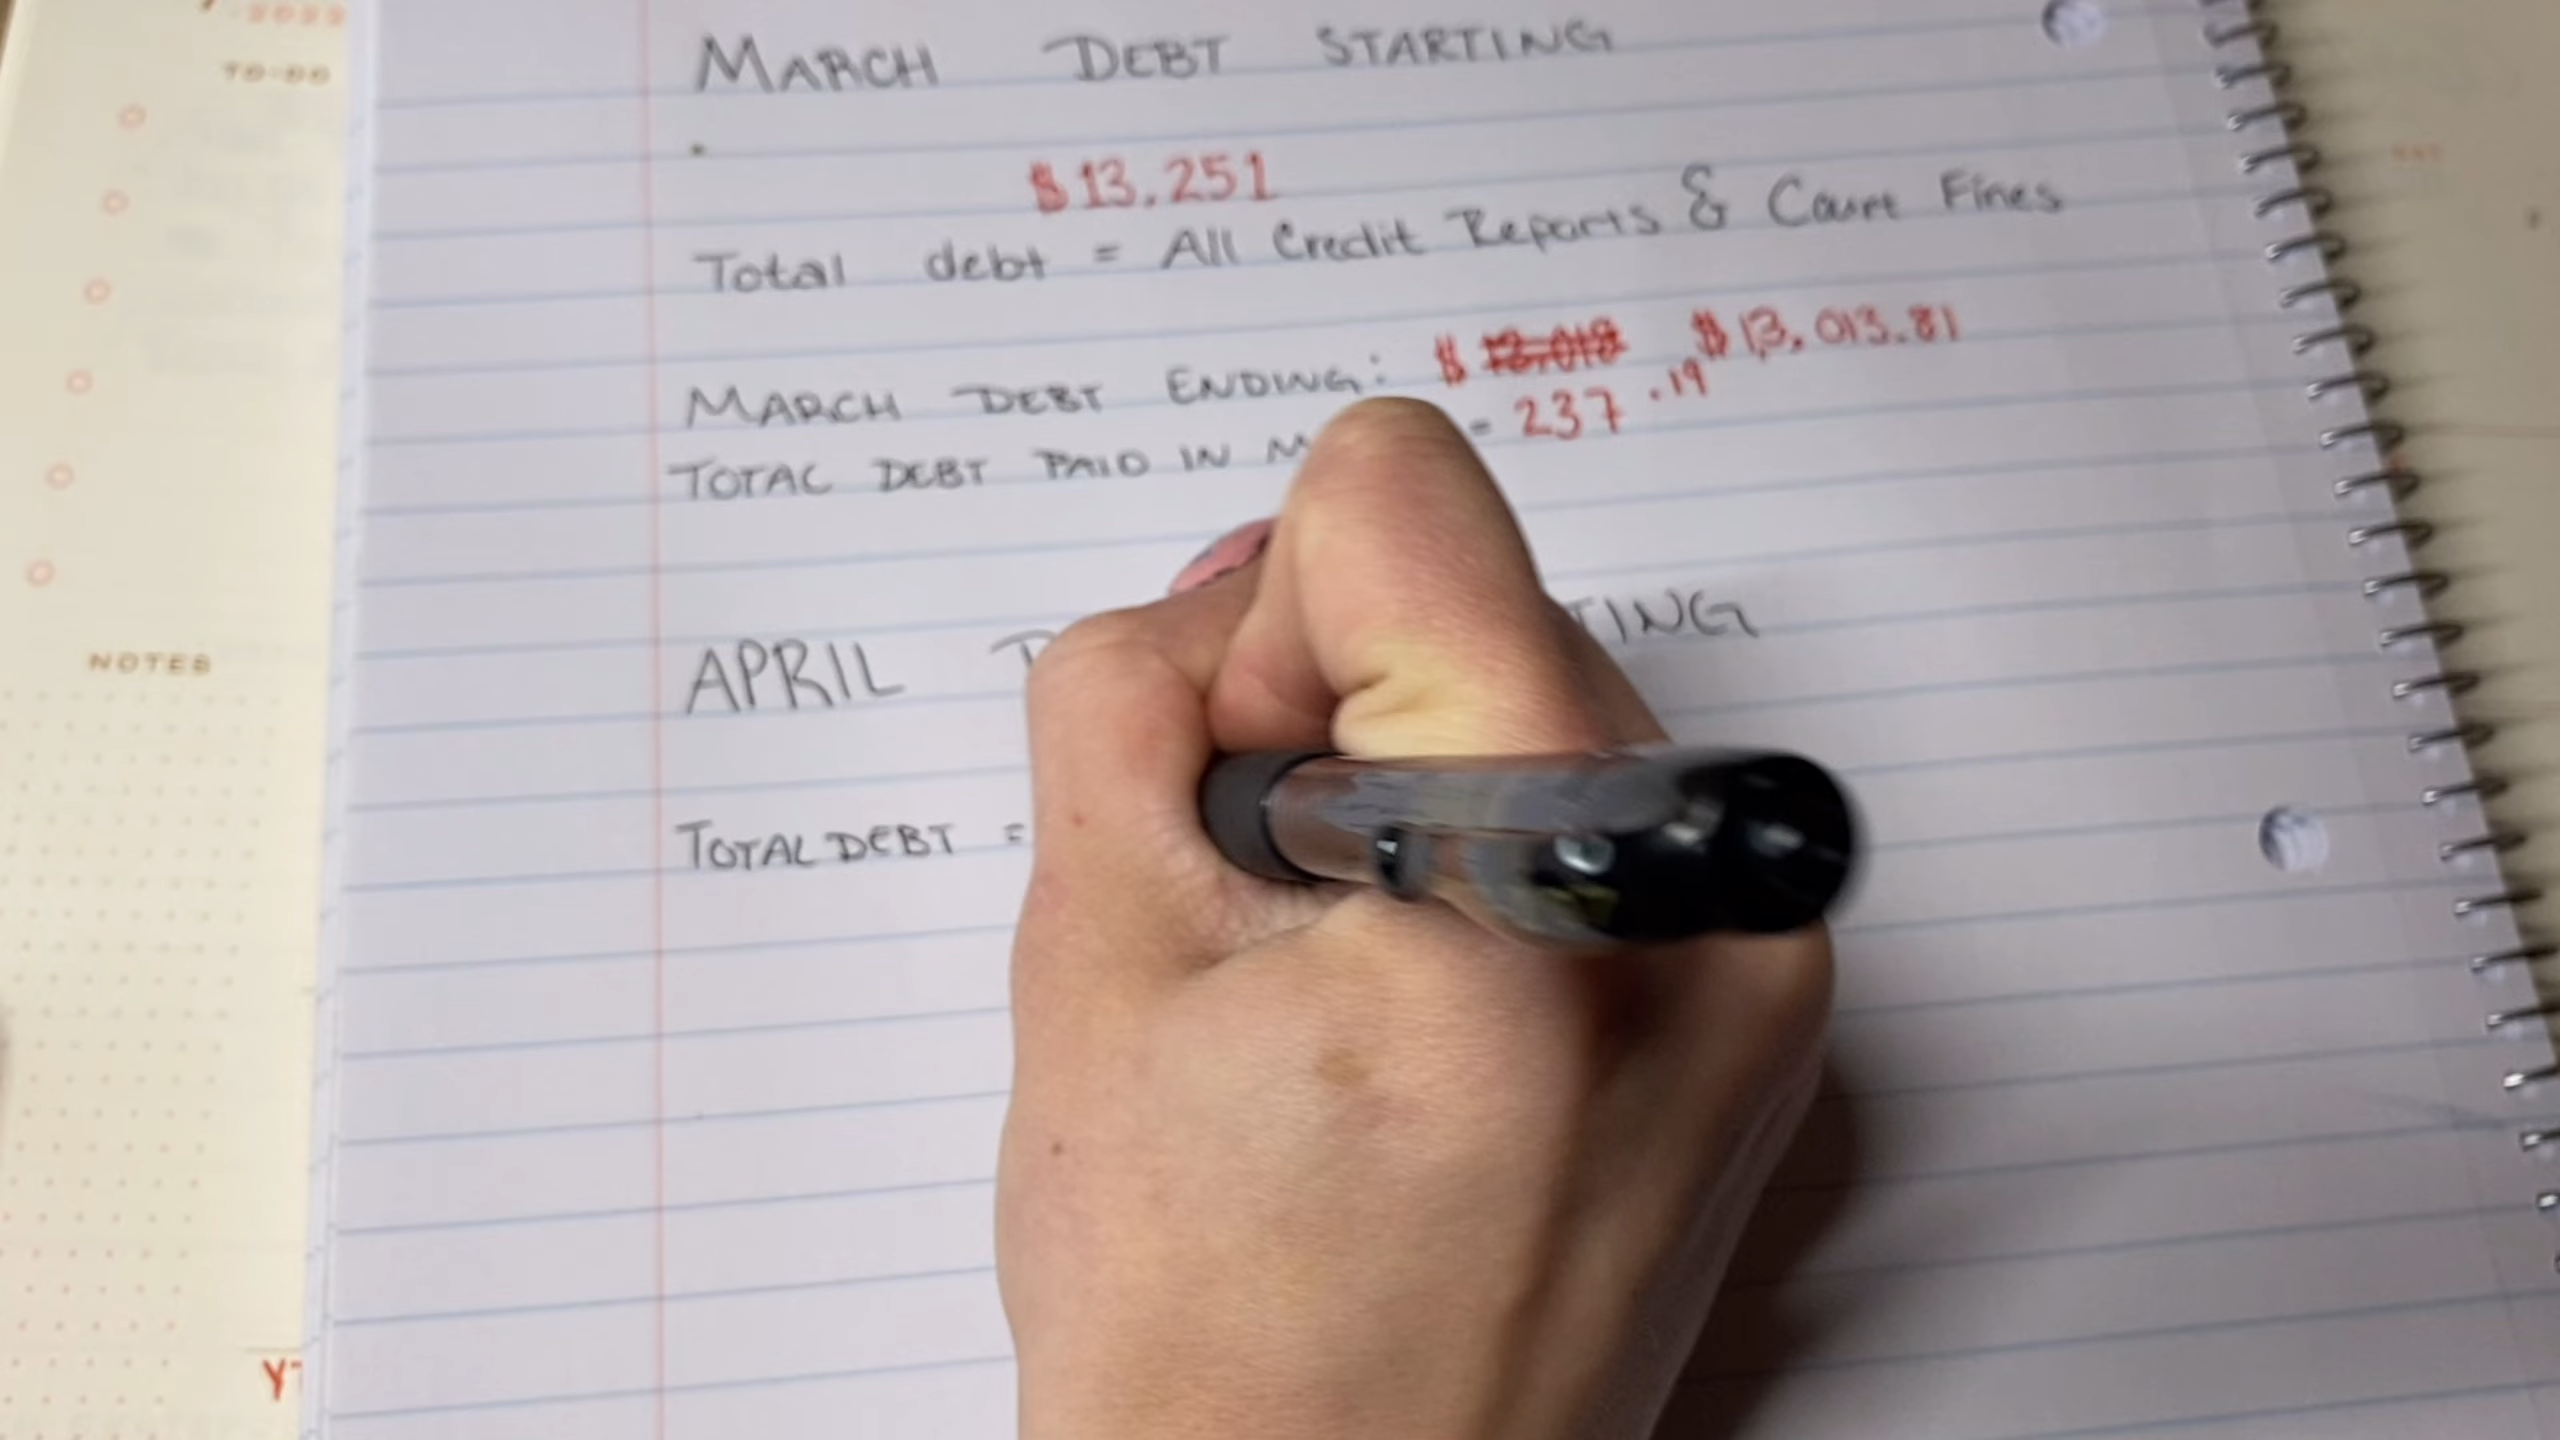 2023
TO-DO
MARCH DEBT STARTING
$13,251
Total debt = All Credit Reports & Court Fines
MARCH DEBT ENDING: $ $13,013.81
TOTAL DEBT PAID IN = 237.19
APRIL
TOTAL DEBT =
NOTES